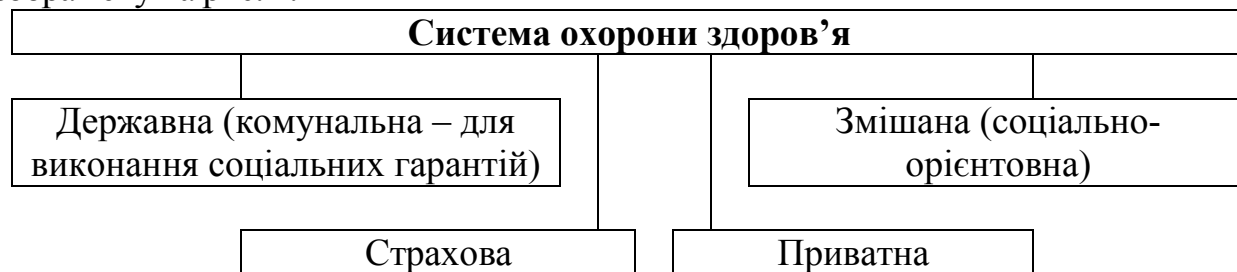 Система охорони здоров’я
Державна (комунальна – для
виконання соціальних гарантій)
Змішана (соціально-
орієнтовна)
Страхова
Приватна